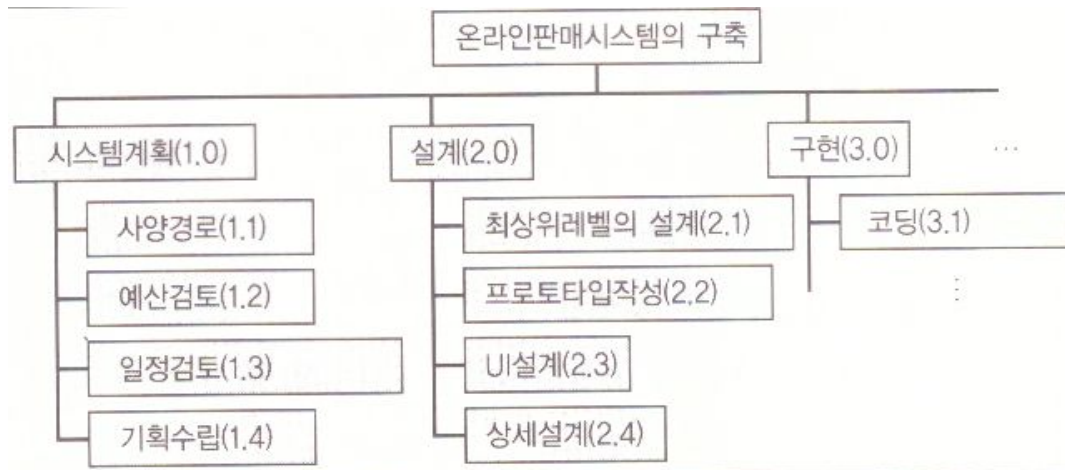 온라인판매시스템의 구축
시스템계획(1.0)
설계(2.0)
구현(3.0)
...
사양경로(1.1)
최상위레벨의 설계(2.1)
코딩(3.1)
예산검토(1.2)
프로토타입작성(2.2)
⋮
일정검토(1.3)
UI설계(2.3)
기획수립(1.4)
상세설계(2.4)